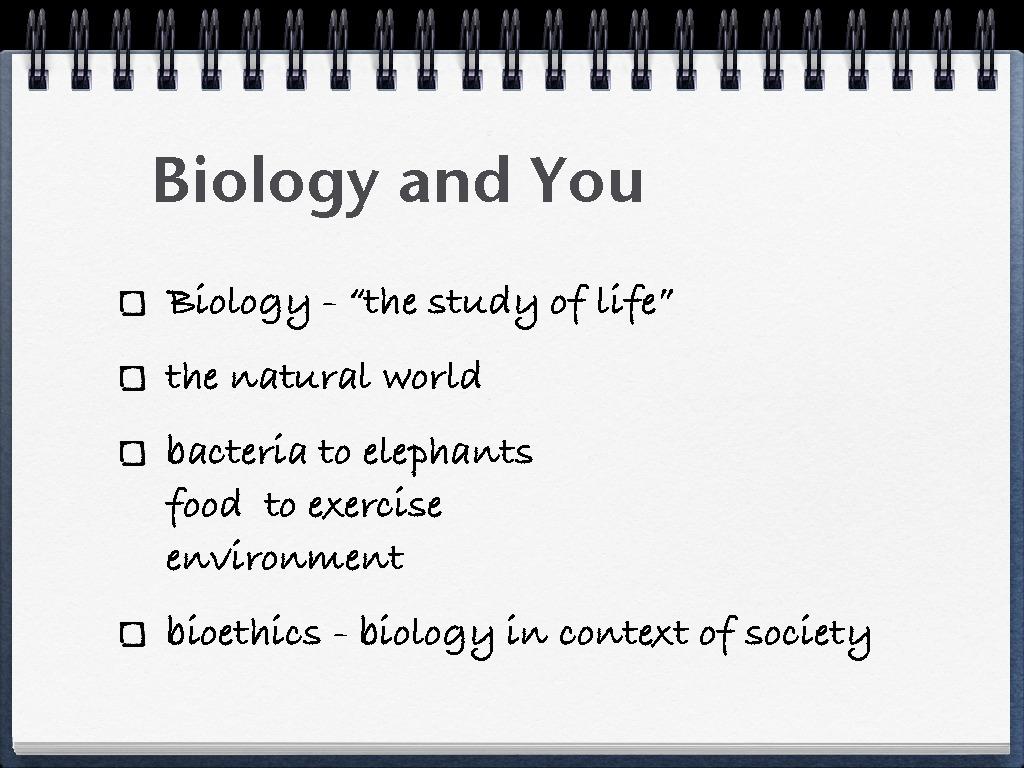 Biology and You
Biology - “the study of life”
the natural world
bacteria to elephants
food to exercise
environment
bioethics - biology in context of society